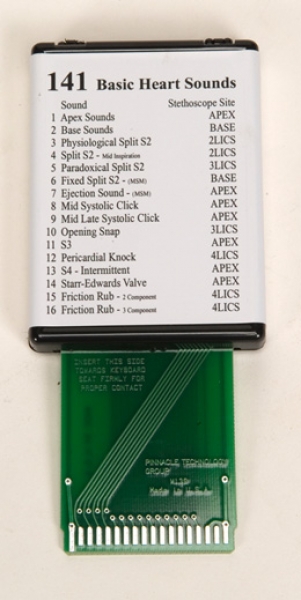 141 Basic Heart Sounds
Sound Stethoscope Site
1 Apex Sounds APEX
2 Base Sounds BASE
3 Physiological Split S2 2LICS
4 Split S2 - Mid Inspiration 2LICS
5 Paradoxical Split S2 3LICS
6 Fixed Split S2 - (MSM) BASE
7 Ejection Sound - (MSM) APEX
8 Mid Systolic Click APEX
9 Mid Late Systolic Click APEX
10 Opening Snap 3LICS
11 S3 APEX
12 Pericardial Knock 4LICS
13 S4 - Intermittent APEX
14 Starr-Edwards Valve APEX
15 Friction Rub - 2 Component 4LICS
16 Friction Rub - 3 Component 4LICS
INSERT THIS SIDE
TOWARDS KEYBOARD
SEAT FIRMLY FOR
PROPER CONTACT
PINNACLE TECHNOLOGY
GROUP